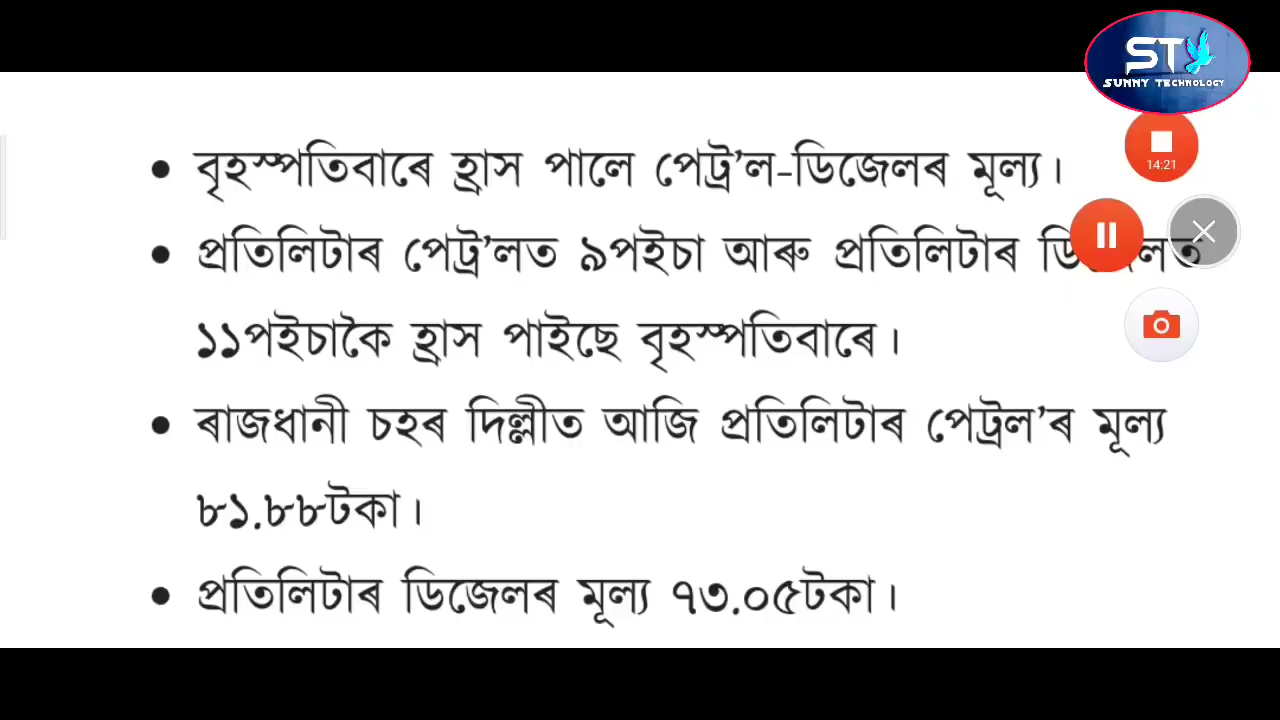 ST
SUNNY TECHNOLOGY
14:21
• বৃহস্পতিবাৰে হ্ৰাস পালে পেট্ৰ’ল-ডিজেলৰ মূল্য।
• প্ৰতিলিটাৰ পেট্ৰ’লত ৯পইচা আৰু প্ৰতিলিটাৰ
১১পইচাকৈ হ্ৰাস পাইছে বৃহস্পতিবাৰে।
• ৰাজধানী চহৰ দিল্লীত আজি প্ৰতিলিটাৰ পেট্ৰল’ৰ মূল্য
৮১.৮৮টকা।
• প্ৰতিলিটাৰ ডিজেলৰ মূল্য ৭৩.০৫টকা।